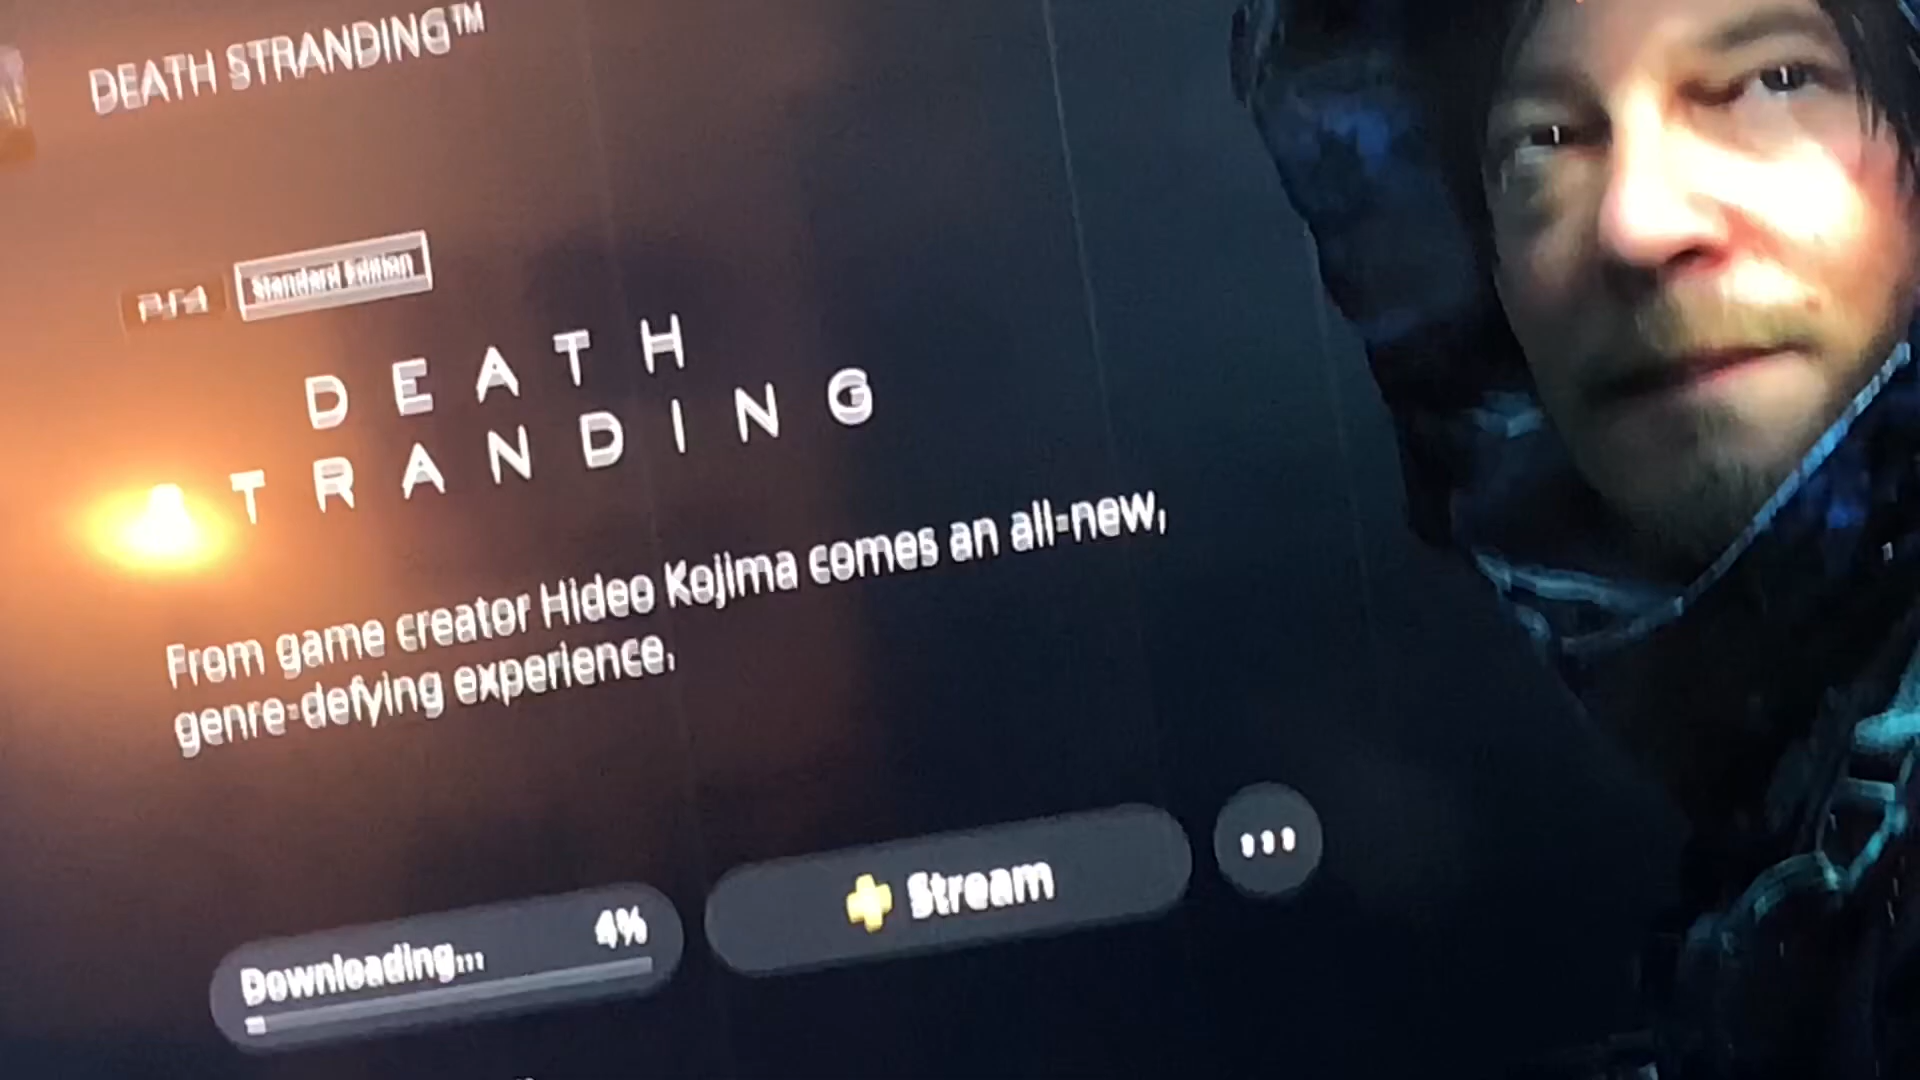 DEATH STRANDING™
PS4 Standard Edition
DEATH
STRANDING
From game creator Hideo Kojima comes an all-new,
genre-defying experience.
Downloading... 4%
Stream